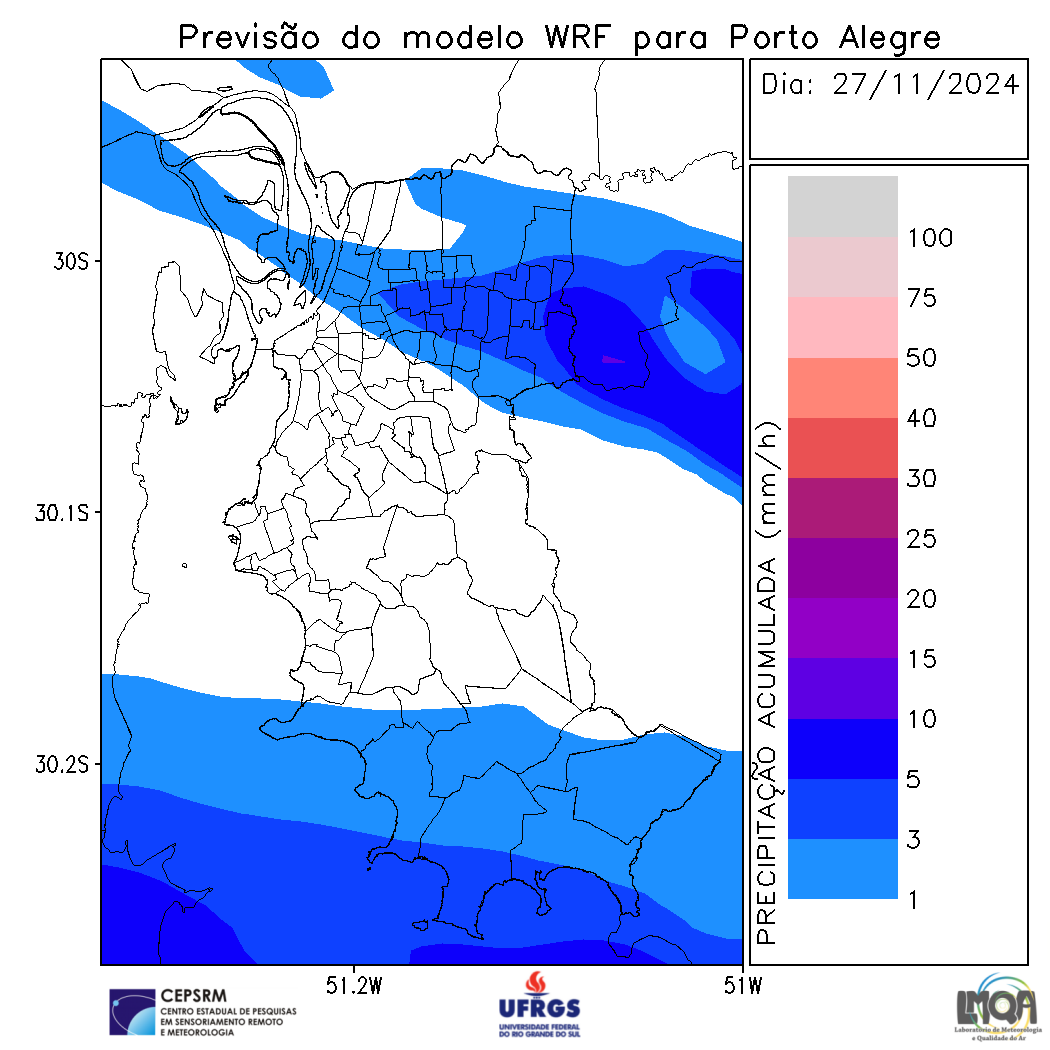 Previsão do modelo WRF para Porto Alegre
Dia: 27/11/2024
30S
30.1S
30.2S
51.2W
51W
PRECIPITAÇÃO ACUMULADA (mm/h)
100
75
50
40
30
25
20
15
10
5
3
1
CEPSRM
CENTRO ESTADUAL DE PESQUISAS
EM SENSORIAMENTO REMOTO
E METEOROLOGIA
UFRGS
UNIVERSIDADE FEDERAL
DO RIO GRANDE DO SUL
LMQA
Laboratório de Meteorologia
e Qualidade do Ar